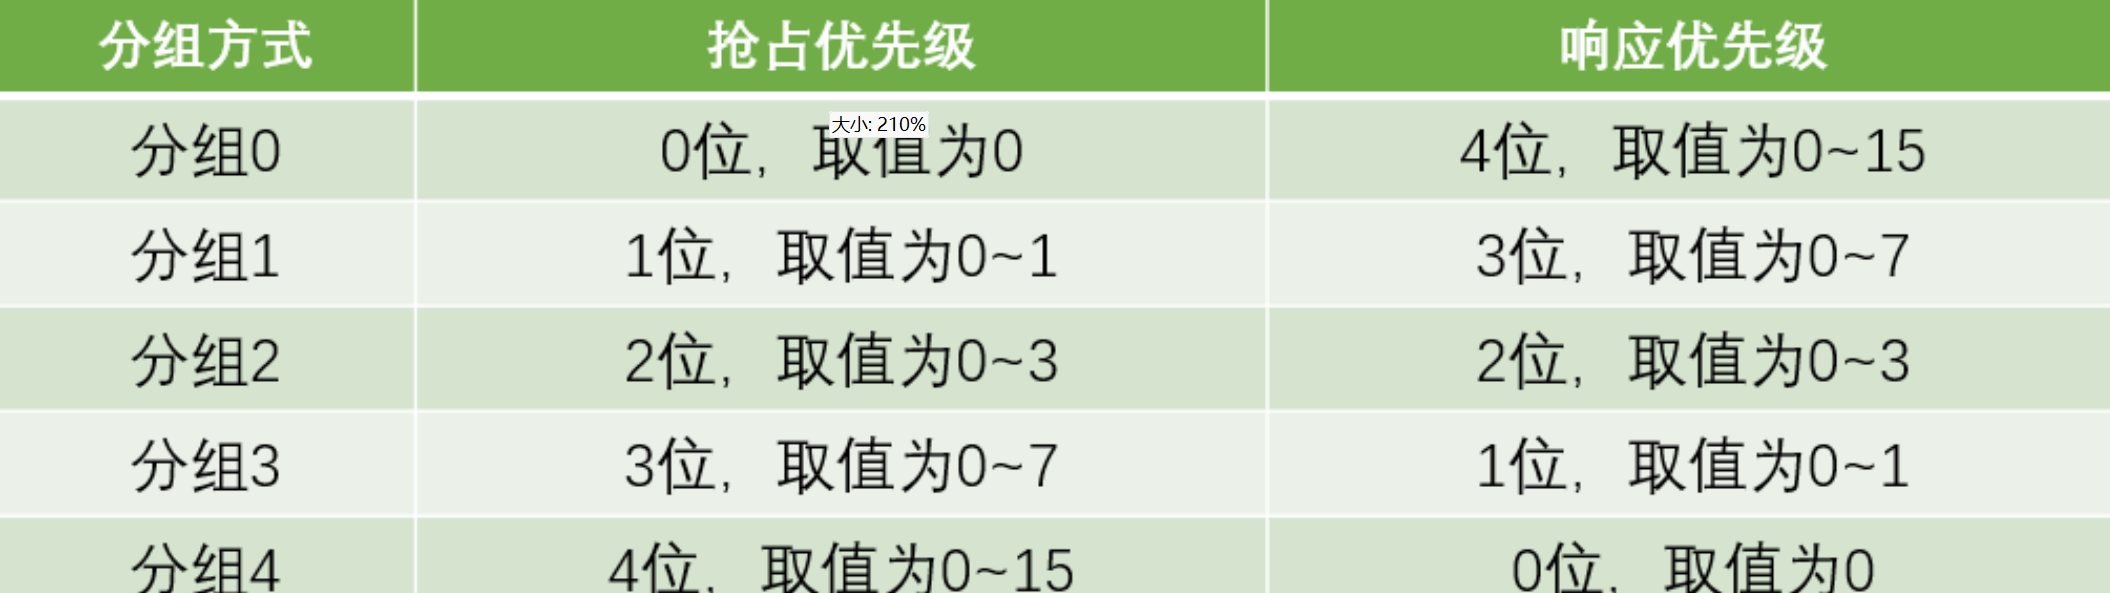 分组方式 抢占优先级 响应优先级
大小: 210%
分组0 0位，取值为0 4位，取值为0~15
分组1 1位，取值为0~1 3位，取值为0~7
分组2 2位，取值为0~3 2位，取值为0~3
分组3 3位，取值为0~7 1位，取值为0~1
分组4 4位，取值为0~15 0位，取值为0